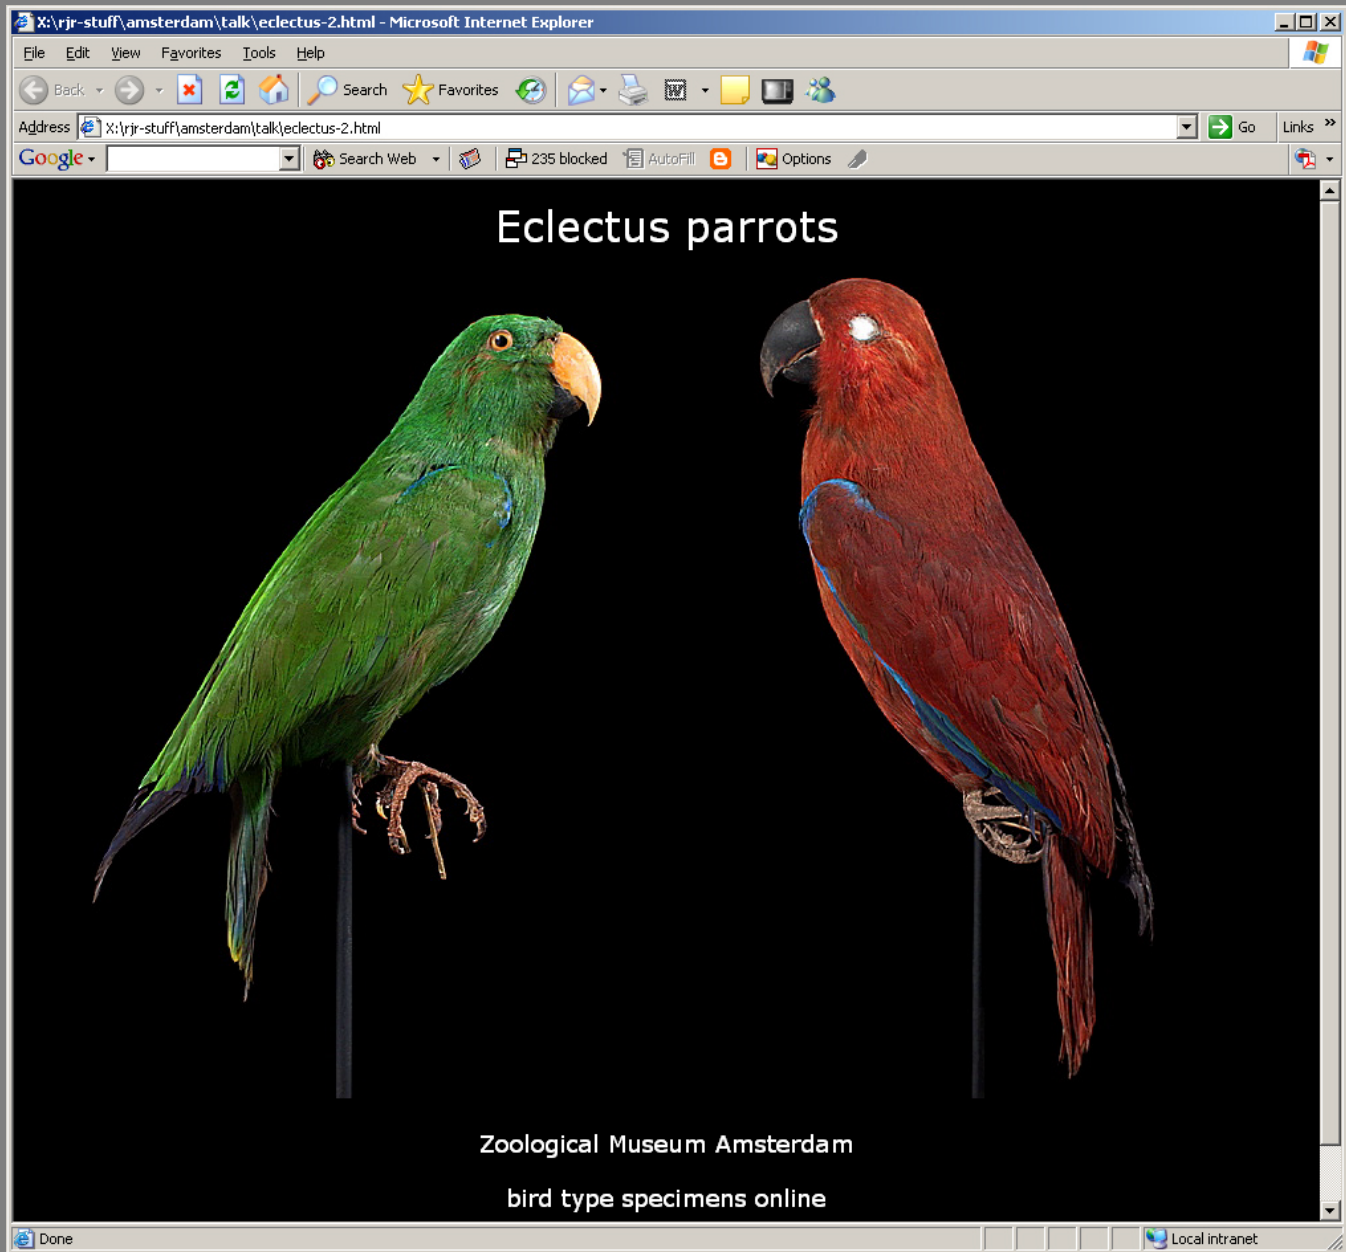 X:\rjr-stuff\amsterdam\talk\eclectus-2.html - Microsoft Internet Explorer
File Edit View Favorites Tools Help
Back Search Favorites
Address X:\rjr-stuff\amsterdam\talk\eclectus-2.html Go Links »
Google Search Web 235 blocked AutoFill Options
Eclectus parrots
Zoological Museum Amsterdam
bird type specimens online
Done Local intranet